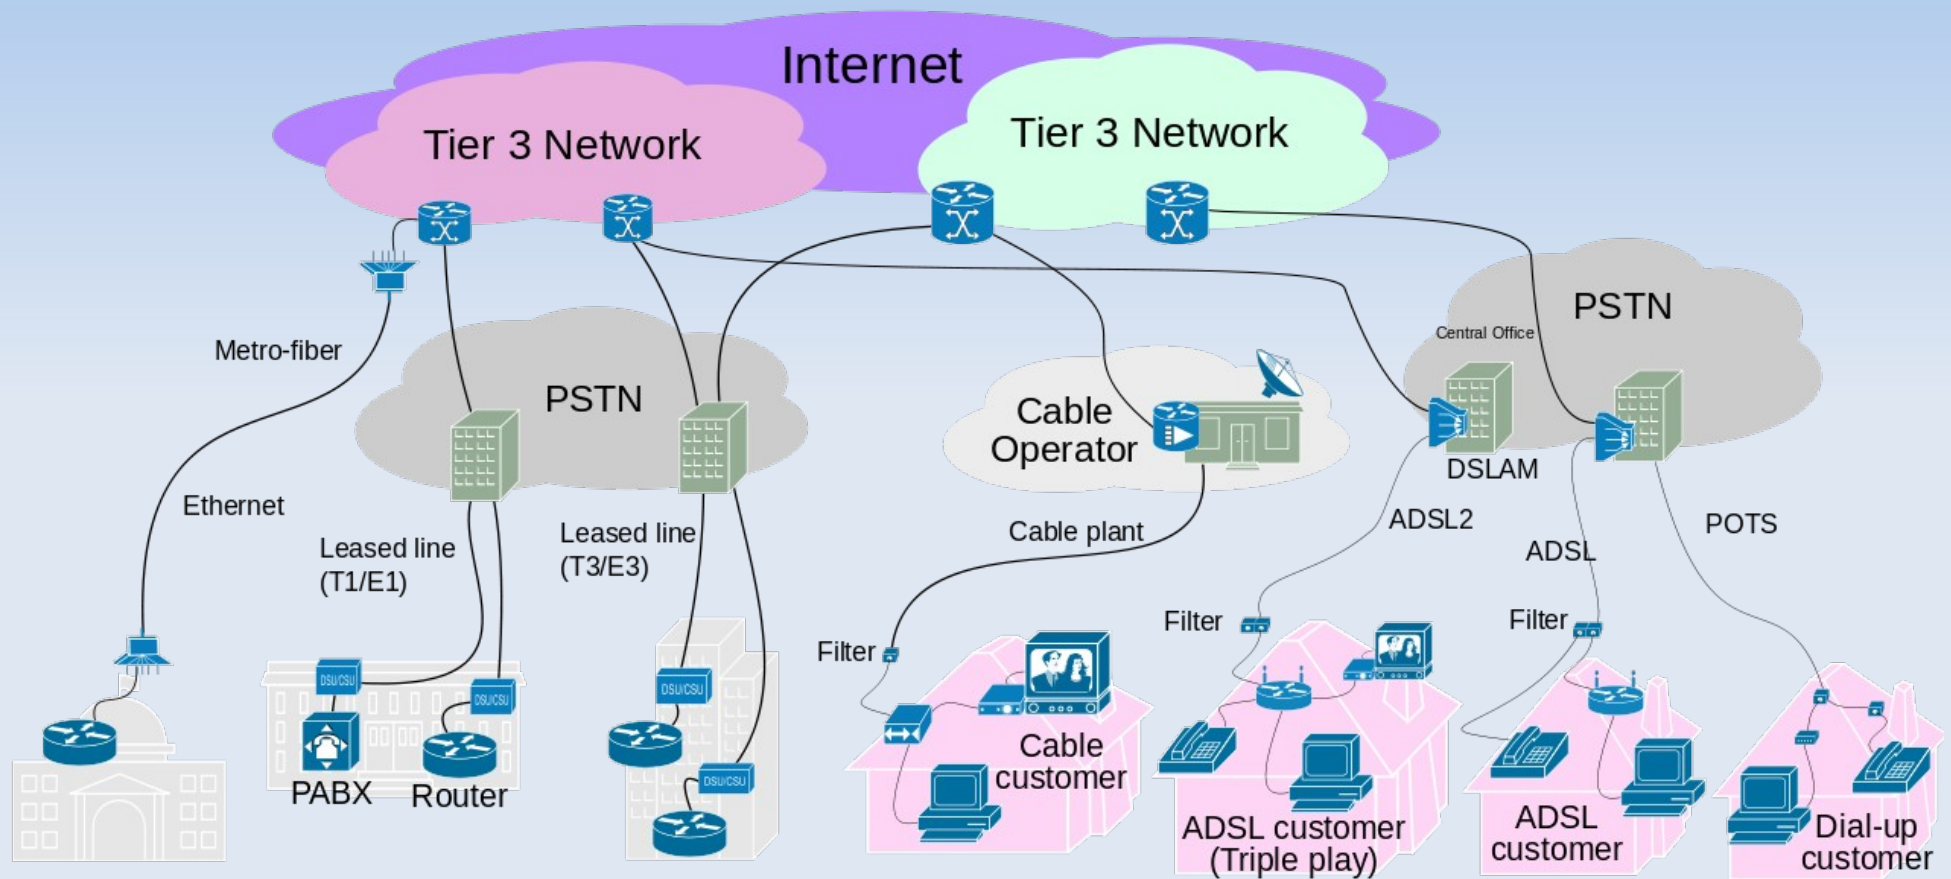 Internet
Tier 3 Network
Tier 3 Network
PSTN
Central Office
Metro-fiber
PSTN
Cable
Operator
DSLAM
Ethernet
Leased line
(T1/E1)
Leased line
(T3/E3)
Cable plant
ADSL2
ADSL
POTS
Filter
Filter
Filter
DSU/CSU
DSU/CSU
DSU/CSU
DSU/CSU
PABX
Router
Cable
customer
ADSL customer
(Triple play)
ADSL
customer
Dial-up
customer